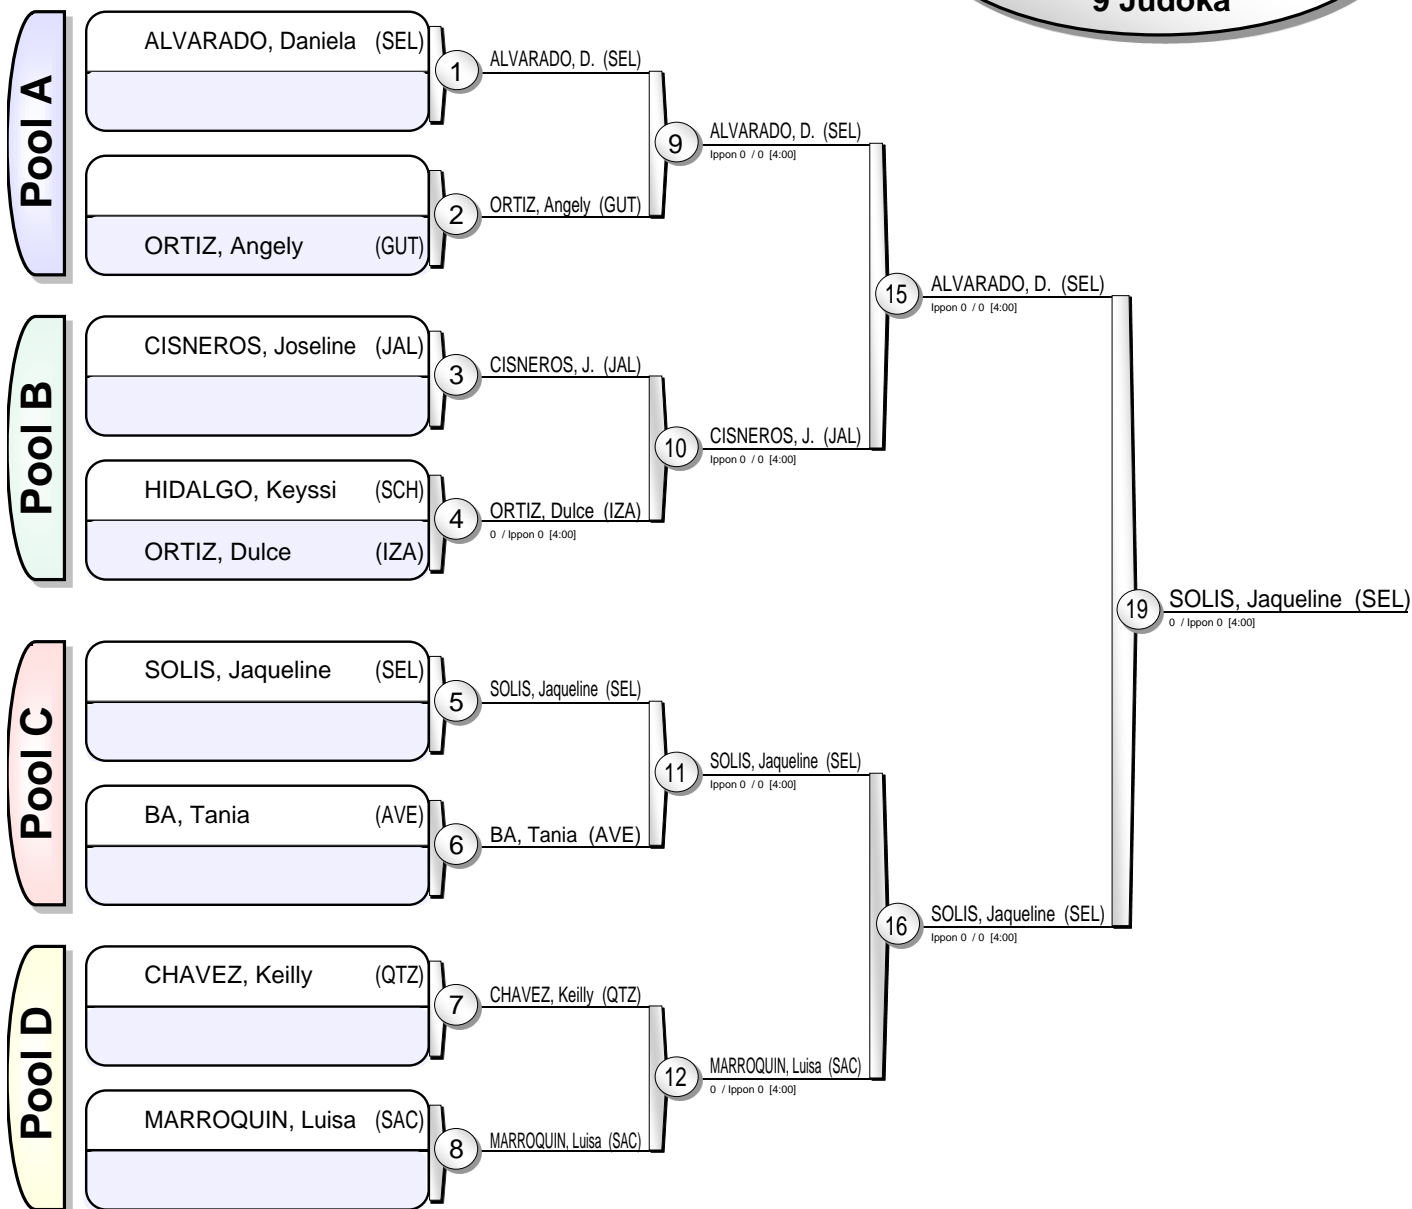 9 Judoka
Pool A
ALVARADO, Daniela (SEL)
1
ALVARADO, D. (SEL)
9
ALVARADO, D. (SEL)
Ippon 0 / 0 [4:00]
2
ORTIZ, Angely (GUT)
ORTIZ, Angely (GUT)
15
ALVARADO, D. (SEL)
Ippon 0 / 0 [4:00]
Pool B
CISNEROS, Joseline (JAL)
3
CISNEROS, J. (JAL)
10
CISNEROS, J. (JAL)
Ippon 0 / 0 [4:00]
HIDALGO, Keyssi (SCH)
4
ORTIZ, Dulce (IZA)
0 / Ippon 0 [4:00]
ORTIZ, Dulce (IZA)
19
SOLIS, Jaqueline (SEL)
0 / Ippon 0 [4:00]
Pool C
SOLIS, Jaqueline (SEL)
5
SOLIS, Jaqueline (SEL)
11
SOLIS, Jaqueline (SEL)
Ippon 0 / 0 [4:00]
BA, Tania (AVE)
6
BA, Tania (AVE)
16
SOLIS, Jaqueline (SEL)
Ippon 0 / 0 [4:00]
Pool D
CHAVEZ, Keilly (QTZ)
7
CHAVEZ, Keilly (QTZ)
12
MARROQUIN, Luisa (SAC)
0 / Ippon 0 [4:00]
MARROQUIN, Luisa (SAC)
8
MARROQUIN, Luisa (SAC)